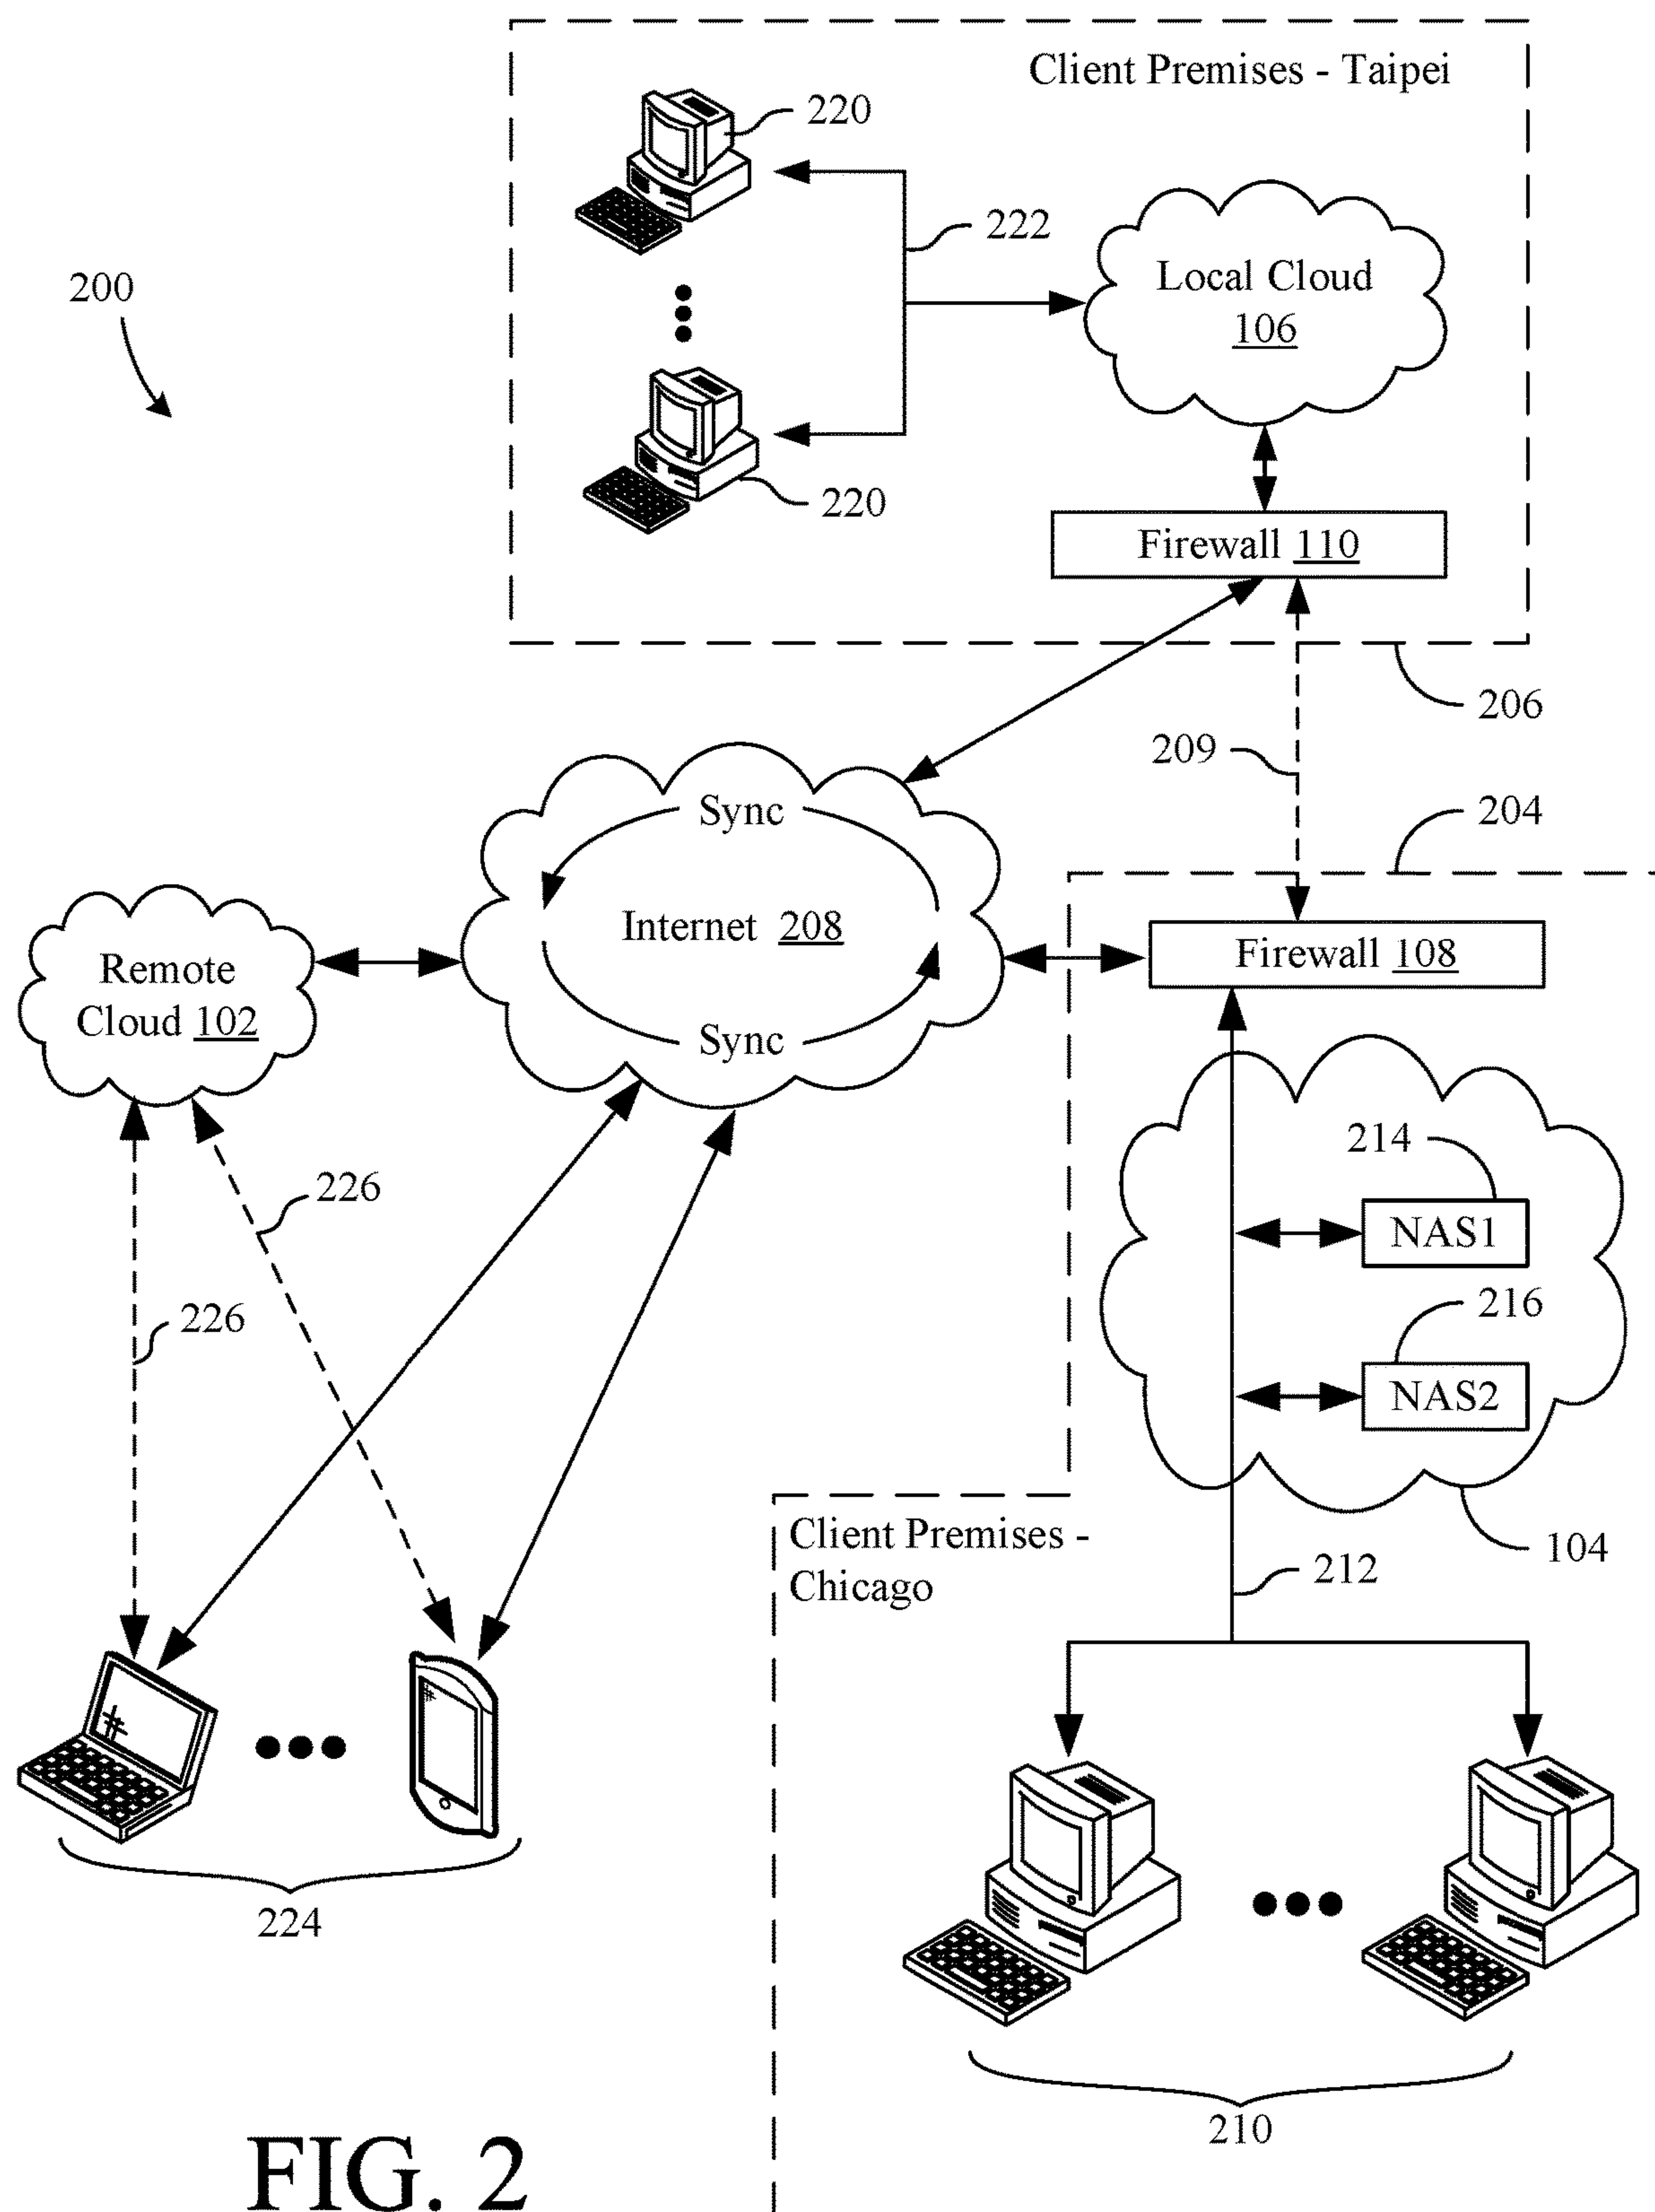 Client Premises - Taipei
220
222
200
Local Cloud
106
220
Firewall 110
206
209
204
Sync
Internet 208
Sync
Remote
Cloud 102
Firewall 108
214
NAS1
226
216
226
NAS2
Client Premises -
Chicago
104
212
224
210
FIG. 2